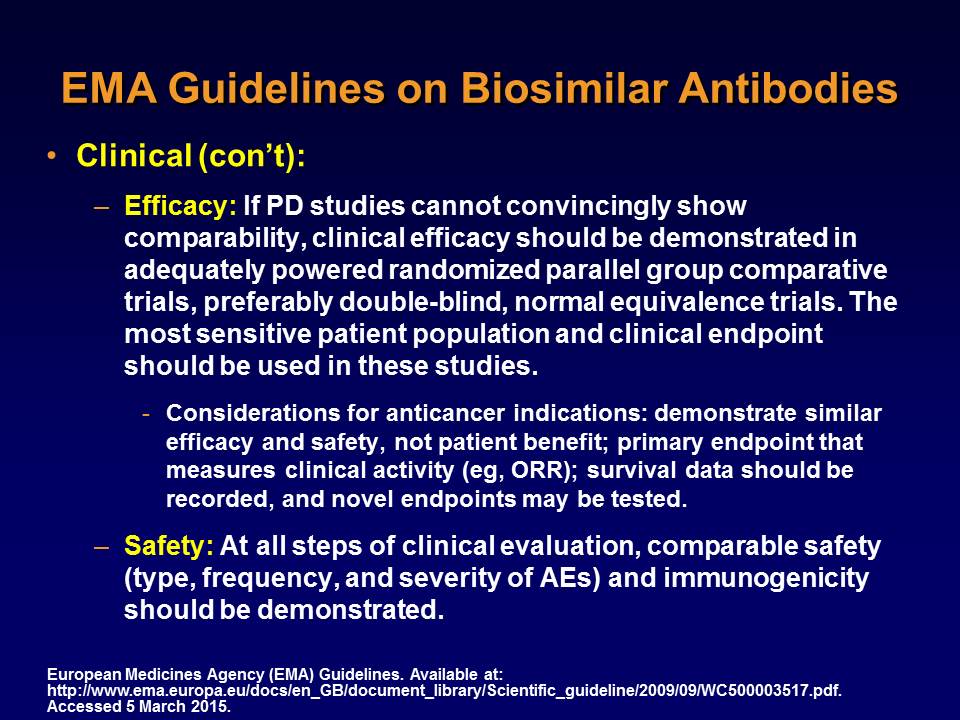 EMA Guidelines on Biosimilar Antibodies
• Clinical (con’t):
– Efficacy: If PD studies cannot convincingly show
comparability, clinical efficacy should be demonstrated in
adequately powered randomized parallel group comparative
trials, preferably double-blind, normal equivalence trials. The
most sensitive patient population and clinical endpoint
should be used in these studies.
- Considerations for anticancer indications: demonstrate similar
efficacy and safety, not patient benefit; primary endpoint that
measures clinical activity (eg, ORR); survival data should be
recorded, and novel endpoints may be tested.
– Safety: At all steps of clinical evaluation, comparable safety
(type, frequency, and severity of AEs) and immunogenicity
should be demonstrated.
European Medicines Agency (EMA) Guidelines. Available at:
http://www.ema.europa.eu/docs/en_GB/document_library/Scientific_guideline/2009/09/WC500003517.pdf.
Accessed 5 March 2015.